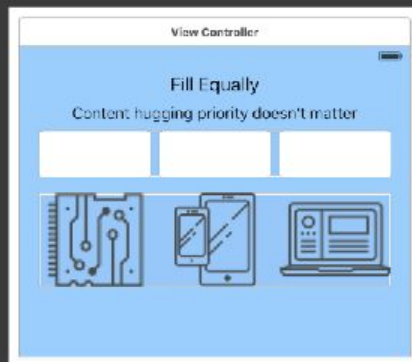 View Controller
Fill Equally
Content hugging priority doesn't matter